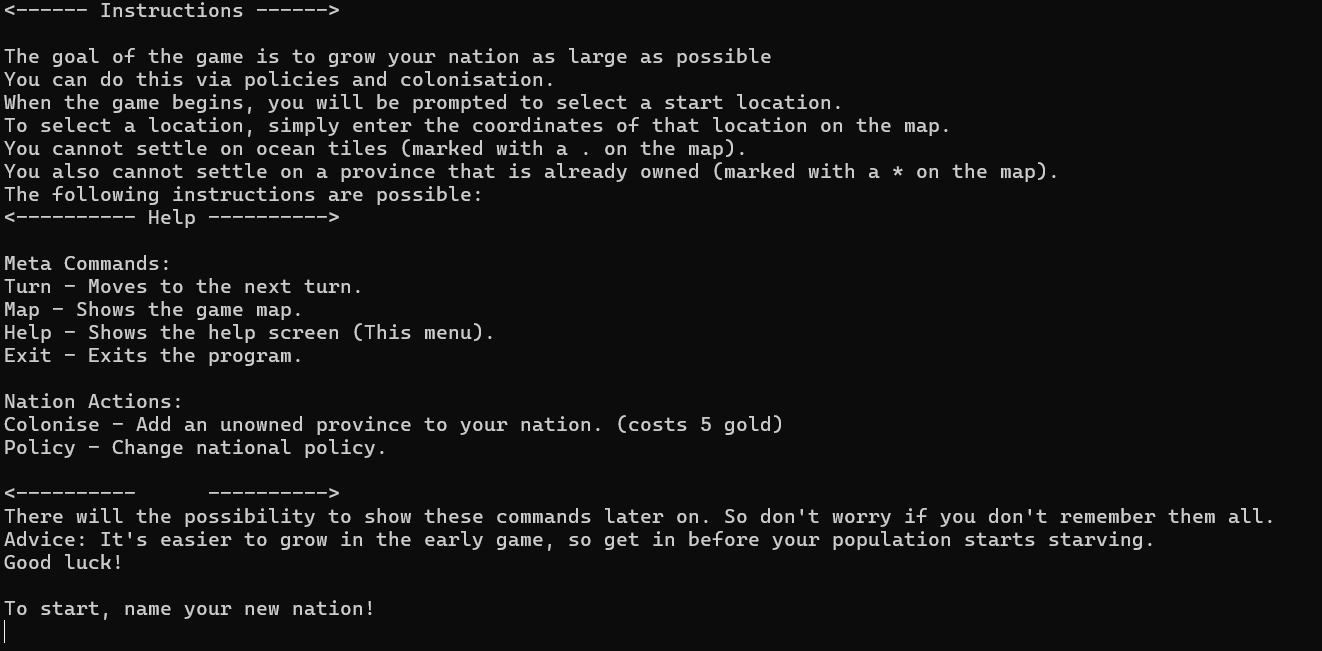 <------ Instructions ------>
The goal of the game is to grow your nation as large as possible
You can do this via policies and colonisation.
When the game begins, you will be prompted to select a start location.
To select a location, simply enter the coordinates of that location on the map.
You cannot settle on ocean tiles (marked with a . on the map).
You also cannot settle on a province that is already owned (marked with a * on the map).
The following instructions are possible:
<---------- Help ---------->
Meta Commands:
Turn - Moves to the next turn.
Map - Shows the game map.
Help - Shows the help screen (This menu).
Exit - Exits the program.
Nation Actions:
Colonise - Add an unowned province to your nation. (costs 5 gold)
Policy - Change national policy.
<----------      ---------->
There will the possibility to show these commands later on. So don't worry if you don't remember them all.
Advice: It's easier to grow in the early game, so get in before your population starts starving.
Good luck!
To start, name your new nation!